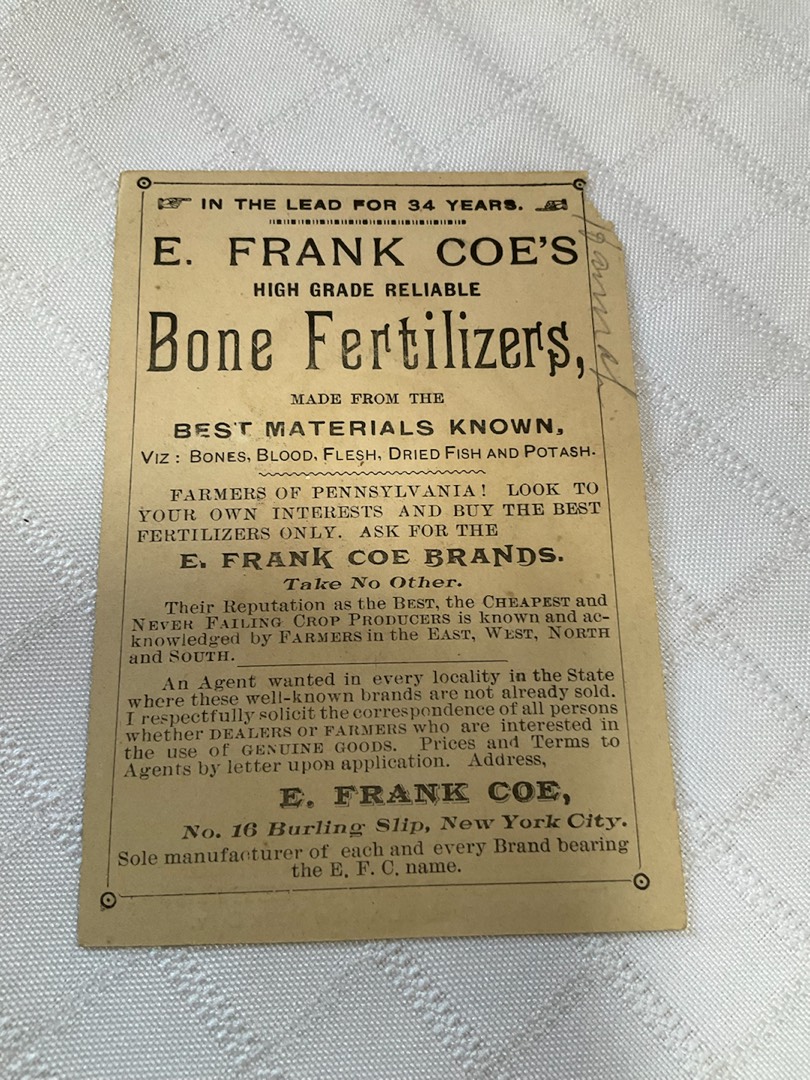 IN THE LEAD FOR 34 YEARS.
E. FRANK COE'S
HIGH GRADE RELIABLE
Bone Fertilizers,
MADE FROM THE
BEST MATERIALS KNOWN,
VIZ: BONES, BLOOD, FLESH, DRIED FISH AND POTASH.
FARMERS OF PENNSYLVANIA! LOOK TO
YOUR OWN INTERESTS AND BUY THE BEST
FERTILIZERS ONLY. ASK FOR THE
E. FRANK COE BRANDS.
Take No Other.
Their Reputation as the BEST, the CHEAPEST and
NEVER FAILING CROP PRODUCERS is known and ac-
knowledged by FARMERS in the EAST, WEST, NORTH
and SOUTH.
An Agent wanted in every locality in the State
where these well-known brands are not already sold.
I respectfully solicit the correspondence of all persons
whether DEALERS or FARMERS who are interested in
the use of GENUINE GOODS. Prices and Terms to
Agents by letter upon application. Address,
E. FRANK COE,
No. 16 Burling Slip, New York City.
Sole manufacturer of each and every Brand bearing
the E. F. C. name.